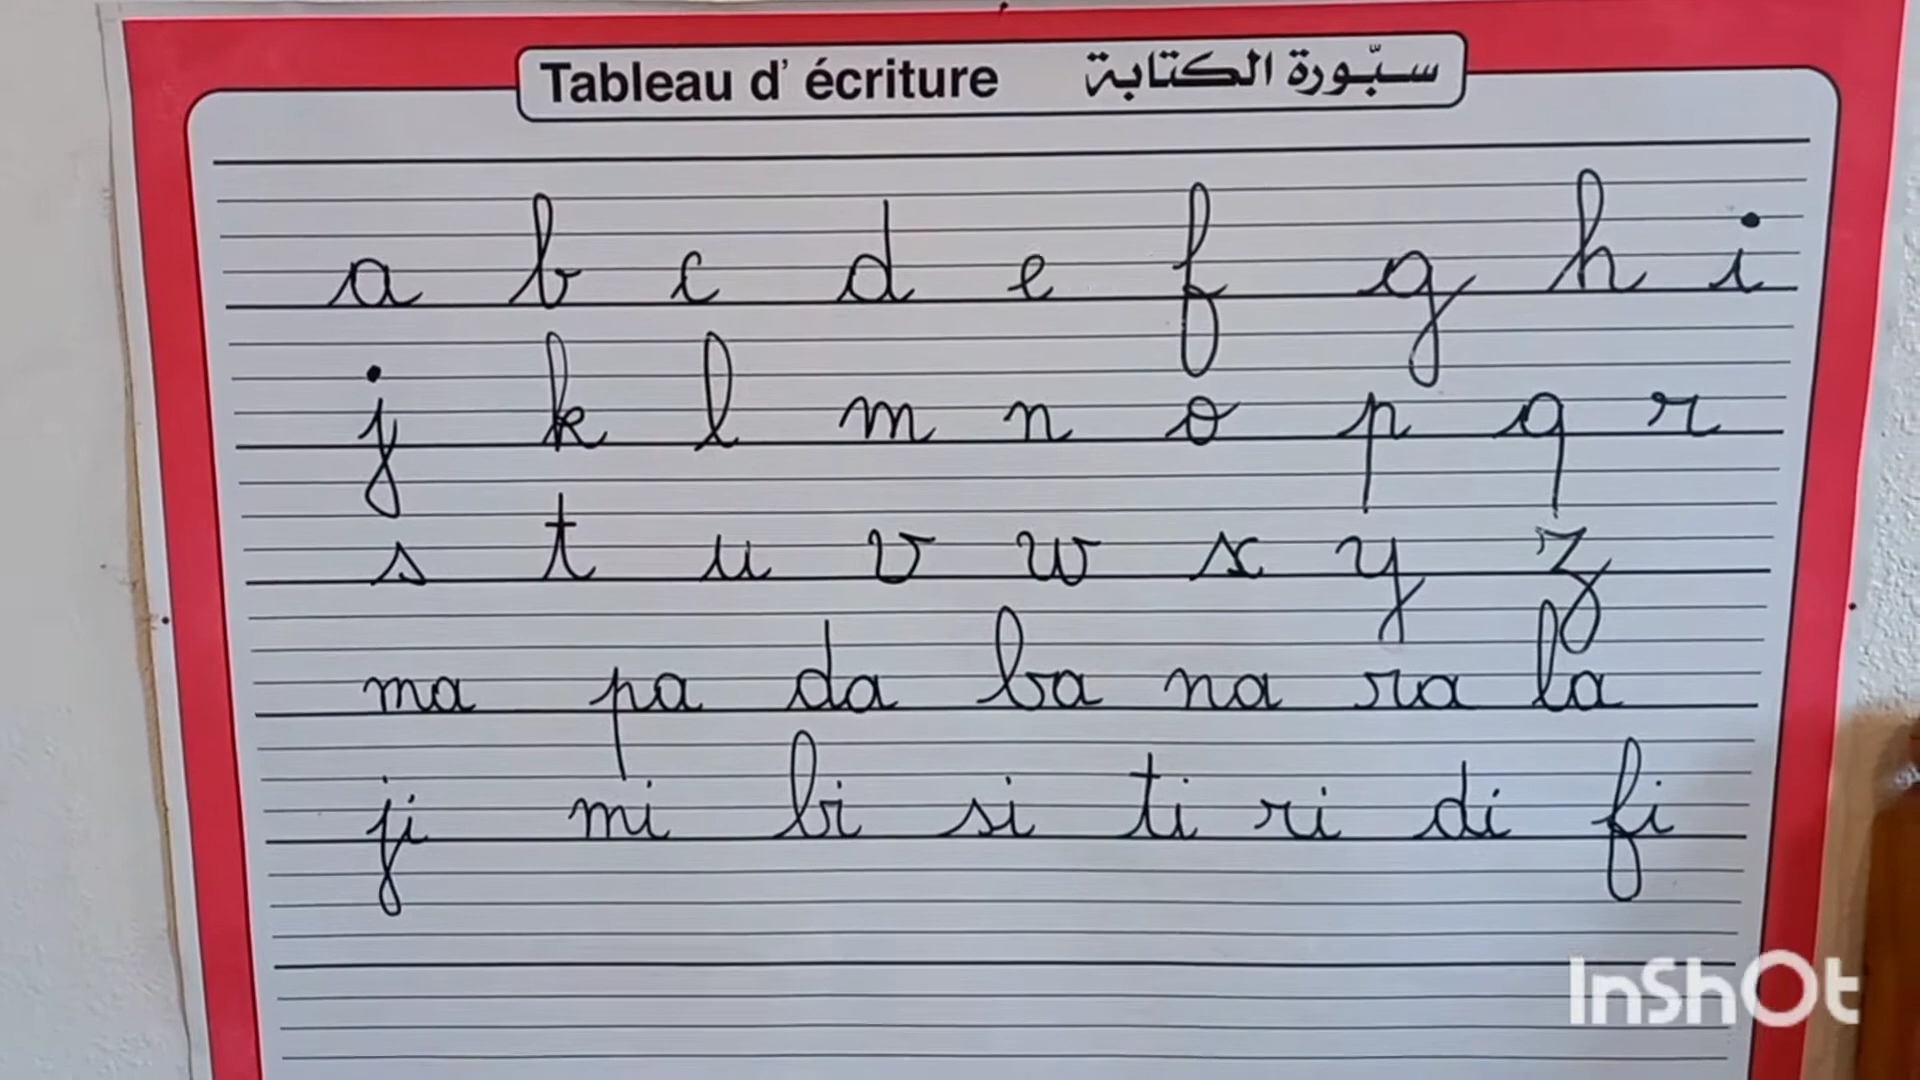 Tableau d' écriture سبّورة الكتابة
a b c d e f g h i
j k l m n o p q r
s t u v w x y z
ma pa da ba na ra la
ji mi bi si ti ri di fi
InShOt